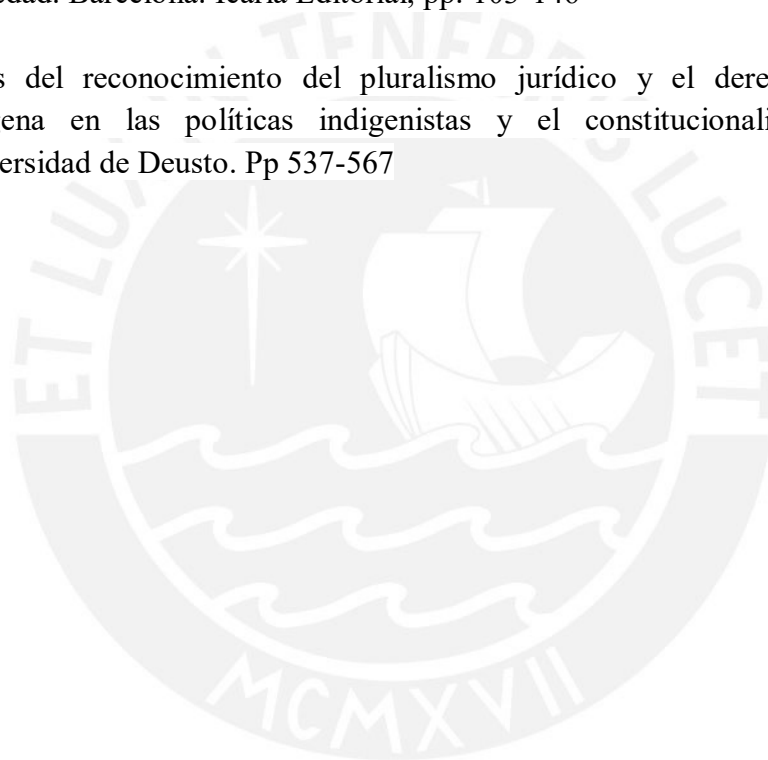 edad. Barcelona: Icaria Editorial, pp. 105-140
s del reconocimiento del pluralismo jurídico y el dere
ena en las políticas indigenistas y el constitucionali
ersidad de Deusto. Pp 537-567
ET LUX IN TENEBRIS LUCET
MCMXVII